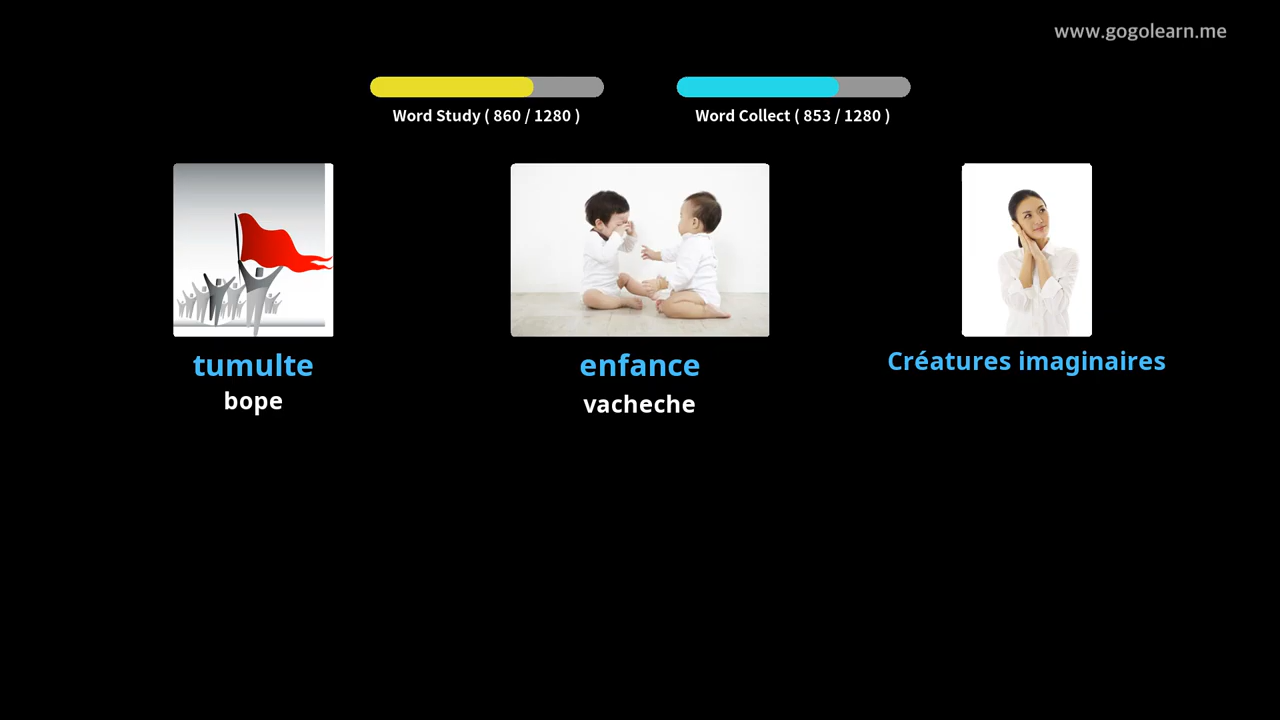 www.gogolearn.me
Word Study ( 860 / 1280 )
Word Collect ( 853 / 1280 )
tumulte
bope
enfance
vacheche
Créatures imaginaires